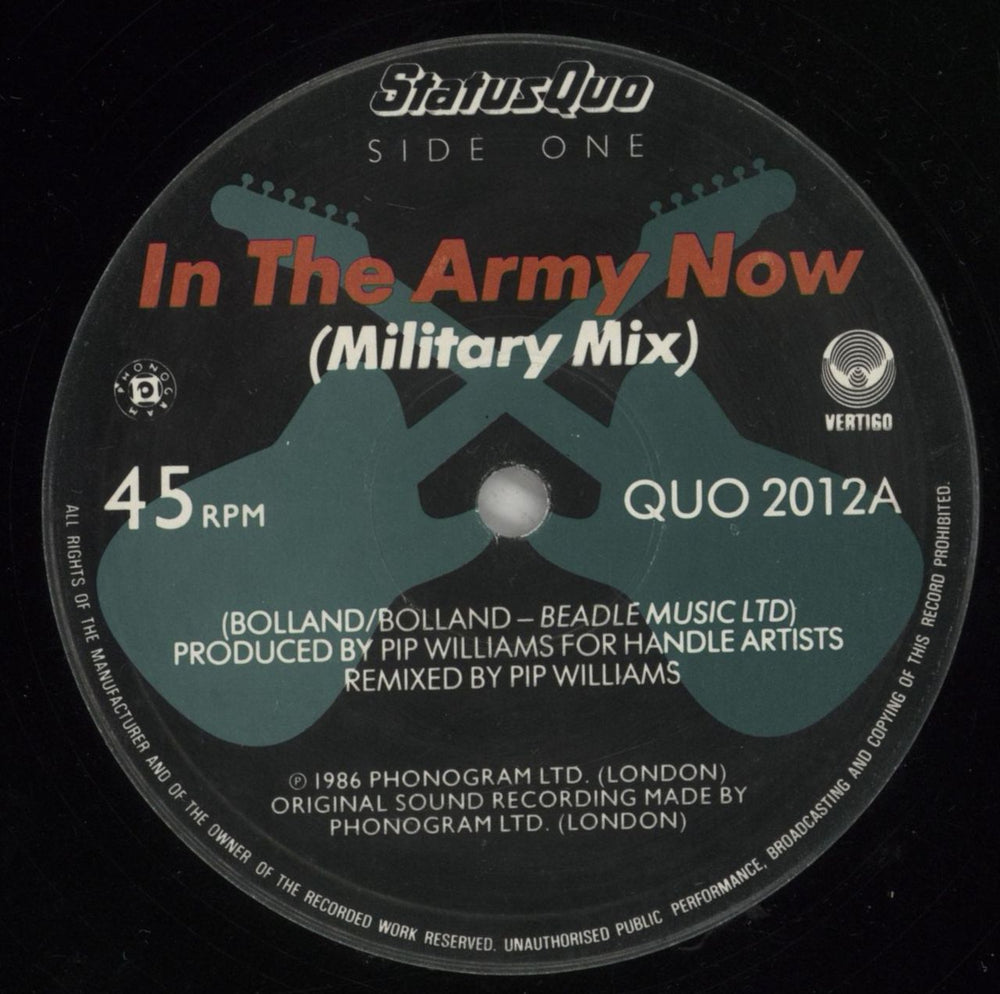 StatusQuo
SIDE ONE
In The Army Now
(Military Mix)
PHONOGRAM
P
VERTIGO
45 RPM
QUO 2012A
(BOLLAND/BOLLAND – BEADLE MUSIC LTD)
PRODUCED BY PIP WILLIAMS FOR HANDLE ARTISTS
REMIXED BY PIP WILLIAMS
Ⓟ 1986 PHONOGRAM LTD. (LONDON)
ORIGINAL SOUND RECORDING MADE BY
PHONOGRAM LTD. (LONDON)
ALL RIGHTS OF THE MANUFACTURER AND OF THE OWNER OF THE RECORDED WORK RESERVED. UNAUTHORISED PUBLIC PERFORMANCE, BROADCASTING AND COPYING OF THIS RECORD PROHIBITED.